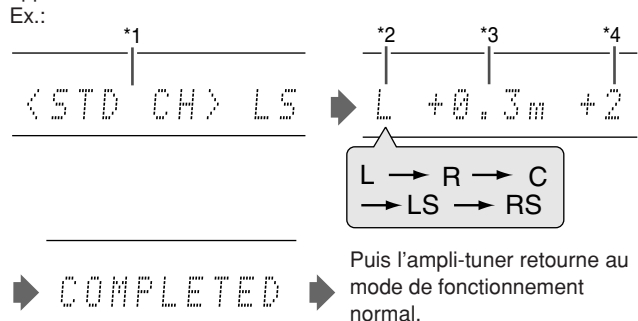 Ex.:
*1
*2 *3 *4
<STD CH> LS
L +0.3m +2
L → R → C
→ LS → RS
COMPLETED
Puis l'ampli-tuner retourne au
mode de fonctionnement
normal.